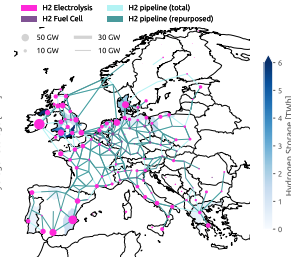 H2 Electrolysis
H2 Fuel Cell
H2 pipeline (total)
H2 pipeline (repurposed)
50 GW
10 GW
30 GW
10 GW
6
5
4
3
2
1
0
Hydrogen Storage [TWh]